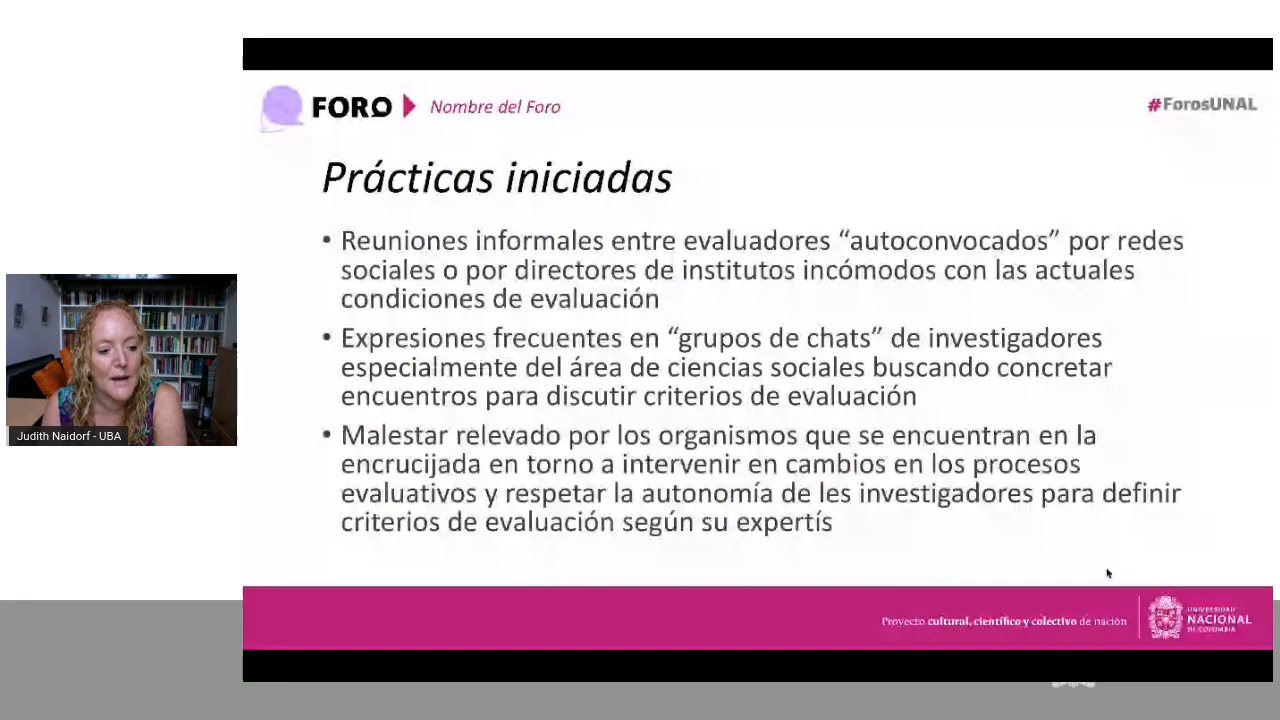 FORO
Nombre del Foro
#ForosUNAL
Prácticas iniciadas
• Reuniones informales entre evaluadores “autoconvocados” por redes
sociales o por directores de institutos incómodos con las actuales
condiciones de evaluación
• Expresiones frecuentes en “grupos de chats” de investigadores
especialmente del área de ciencias sociales buscando concretar
encuentros para discutir criterios de evaluación
• Malestar relevado por los organismos que se encuentran en la
encrucijada en torno a intervenir en cambios en los procesos
evaluativos y respetar la autonomía de les investigadores para definir
criterios de evaluación según su expertís
Judith Naidorf - UBA
Proyecto cultural, científico y colectivo de nación
UNIVERSIDAD
NACIONAL
DE COLOMBIA